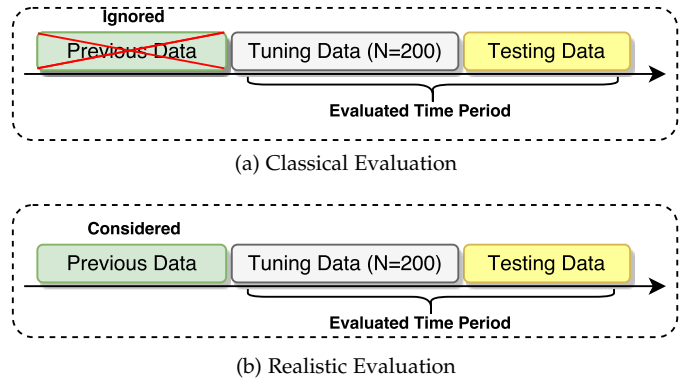 Ignored
Previous Data Tuning Data (N=200) Testing Data
Evaluated Time Period
(a) Classical Evaluation
Considered
Previous Data Tuning Data (N=200) Testing Data
Evaluated Time Period
(b) Realistic Evaluation